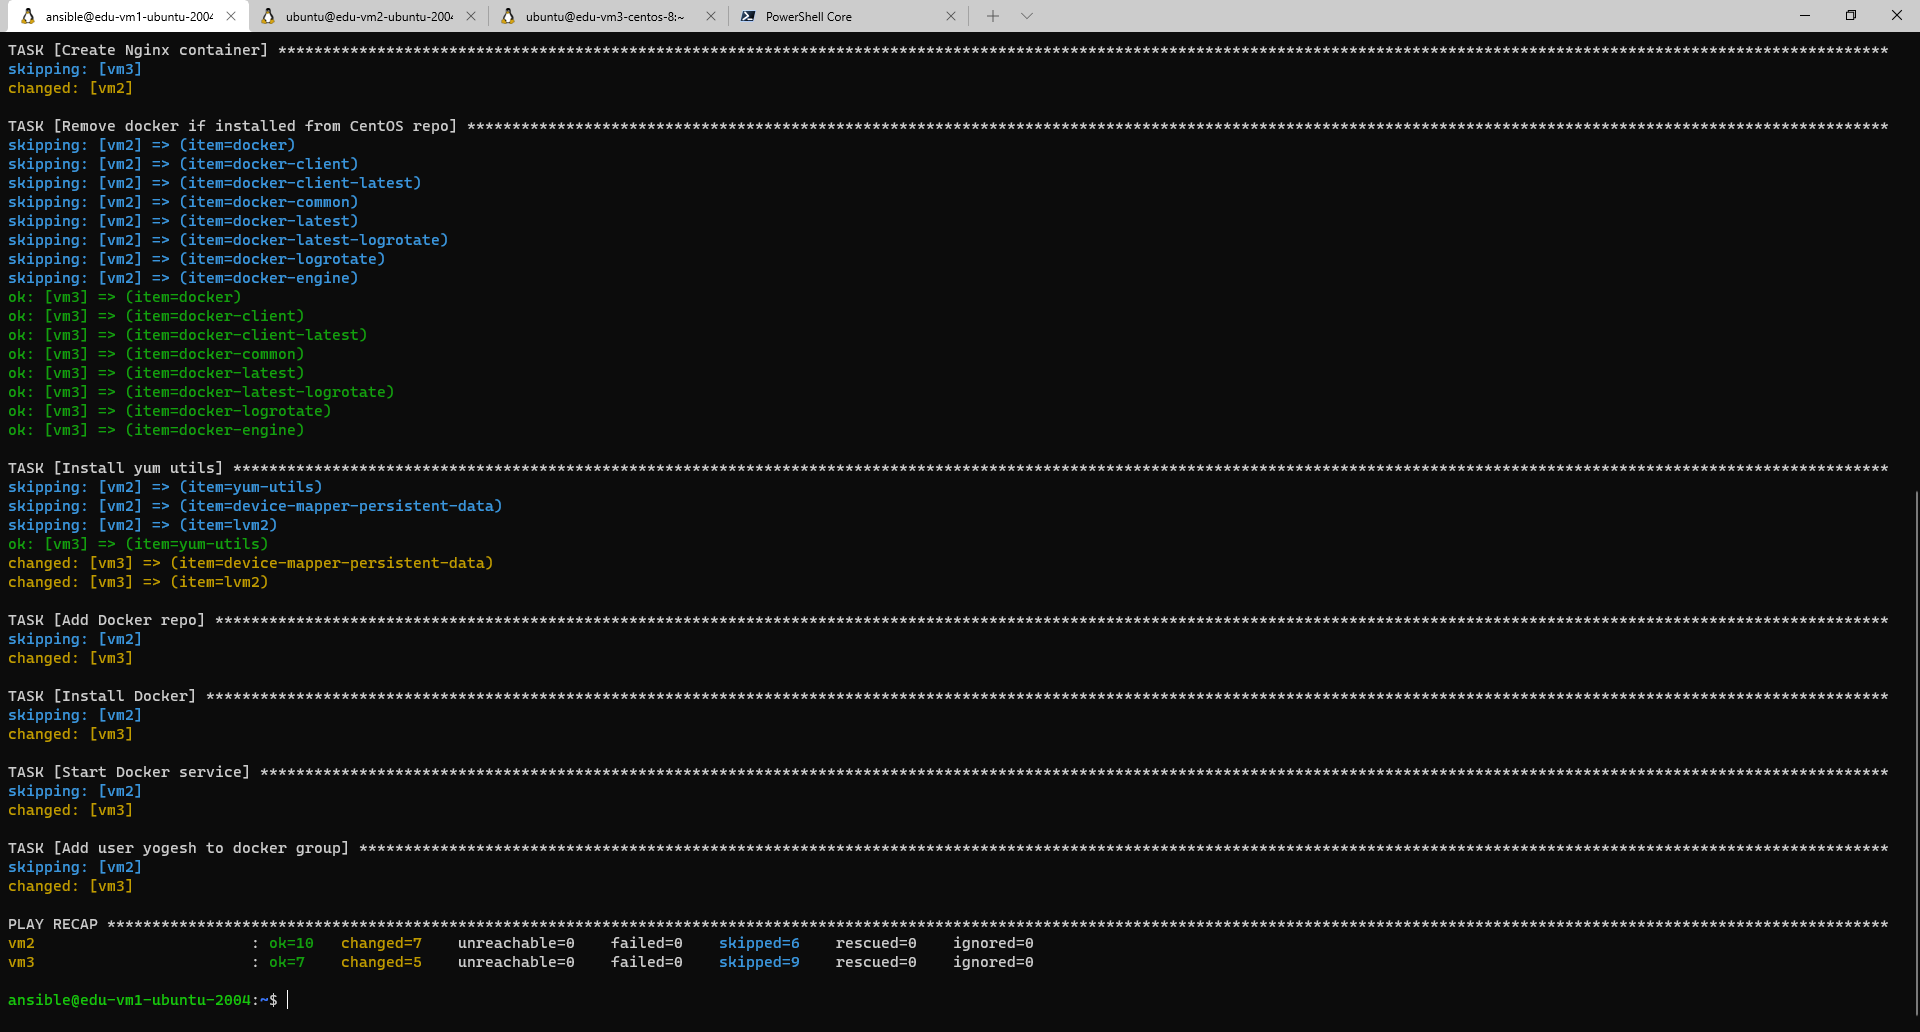 ansible@edu-vm1-ubuntu-2004
ubuntu@edu-vm2-ubuntu-2004
ubuntu@edu-vm3-centos-8:~
PowerShell Core
TASK [Create Nginx container] ***********************************************************************************************************************************************************************************
skipping: [vm3]
changed: [vm2]
TASK [Remove docker if installed from CentOS repo] **************************************************************************************************************************************************************
skipping: [vm2] => (item=docker)
skipping: [vm2] => (item=docker-client)
skipping: [vm2] => (item=docker-client-latest)
skipping: [vm2] => (item=docker-common)
skipping: [vm2] => (item=docker-latest)
skipping: [vm2] => (item=docker-latest-logrotate)
skipping: [vm2] => (item=docker-logrotate)
skipping: [vm2] => (item=docker-engine)
ok: [vm3] => (item=docker)
ok: [vm3] => (item=docker-client)
ok: [vm3] => (item=docker-client-latest)
ok: [vm3] => (item=docker-common)
ok: [vm3] => (item=docker-latest)
ok: [vm3] => (item=docker-latest-logrotate)
ok: [vm3] => (item=docker-logrotate)
ok: [vm3] => (item=docker-engine)
TASK [Install yum utils] ****************************************************************************************************************************************************************************************
skipping: [vm2] => (item=yum-utils)
skipping: [vm2] => (item=device-mapper-persistent-data)
skipping: [vm2] => (item=lvm2)
ok: [vm3] => (item=yum-utils)
changed: [vm3] => (item=device-mapper-persistent-data)
changed: [vm3] => (item=lvm2)
TASK [Add Docker repo] ******************************************************************************************************************************************************************************************
skipping: [vm2]
changed: [vm3]
TASK [Install Docker] *******************************************************************************************************************************************************************************************
skipping: [vm2]
changed: [vm3]
TASK [Start Docker service] *************************************************************************************************************************************************************************************
skipping: [vm2]
changed: [vm3]
TASK [Add user yogesh to docker group] **************************************************************************************************************************************************************************
skipping: [vm2]
changed: [vm3]
PLAY RECAP ******************************************************************************************************************************************************************************************************
vm2                        : ok=10   changed=7    unreachable=0    failed=0    skipped=6    rescued=0    ignored=0
vm3                        : ok=7    changed=5    unreachable=0    failed=0    skipped=9    rescued=0    ignored=0
ansible@edu-vm1-ubuntu-2004:~$